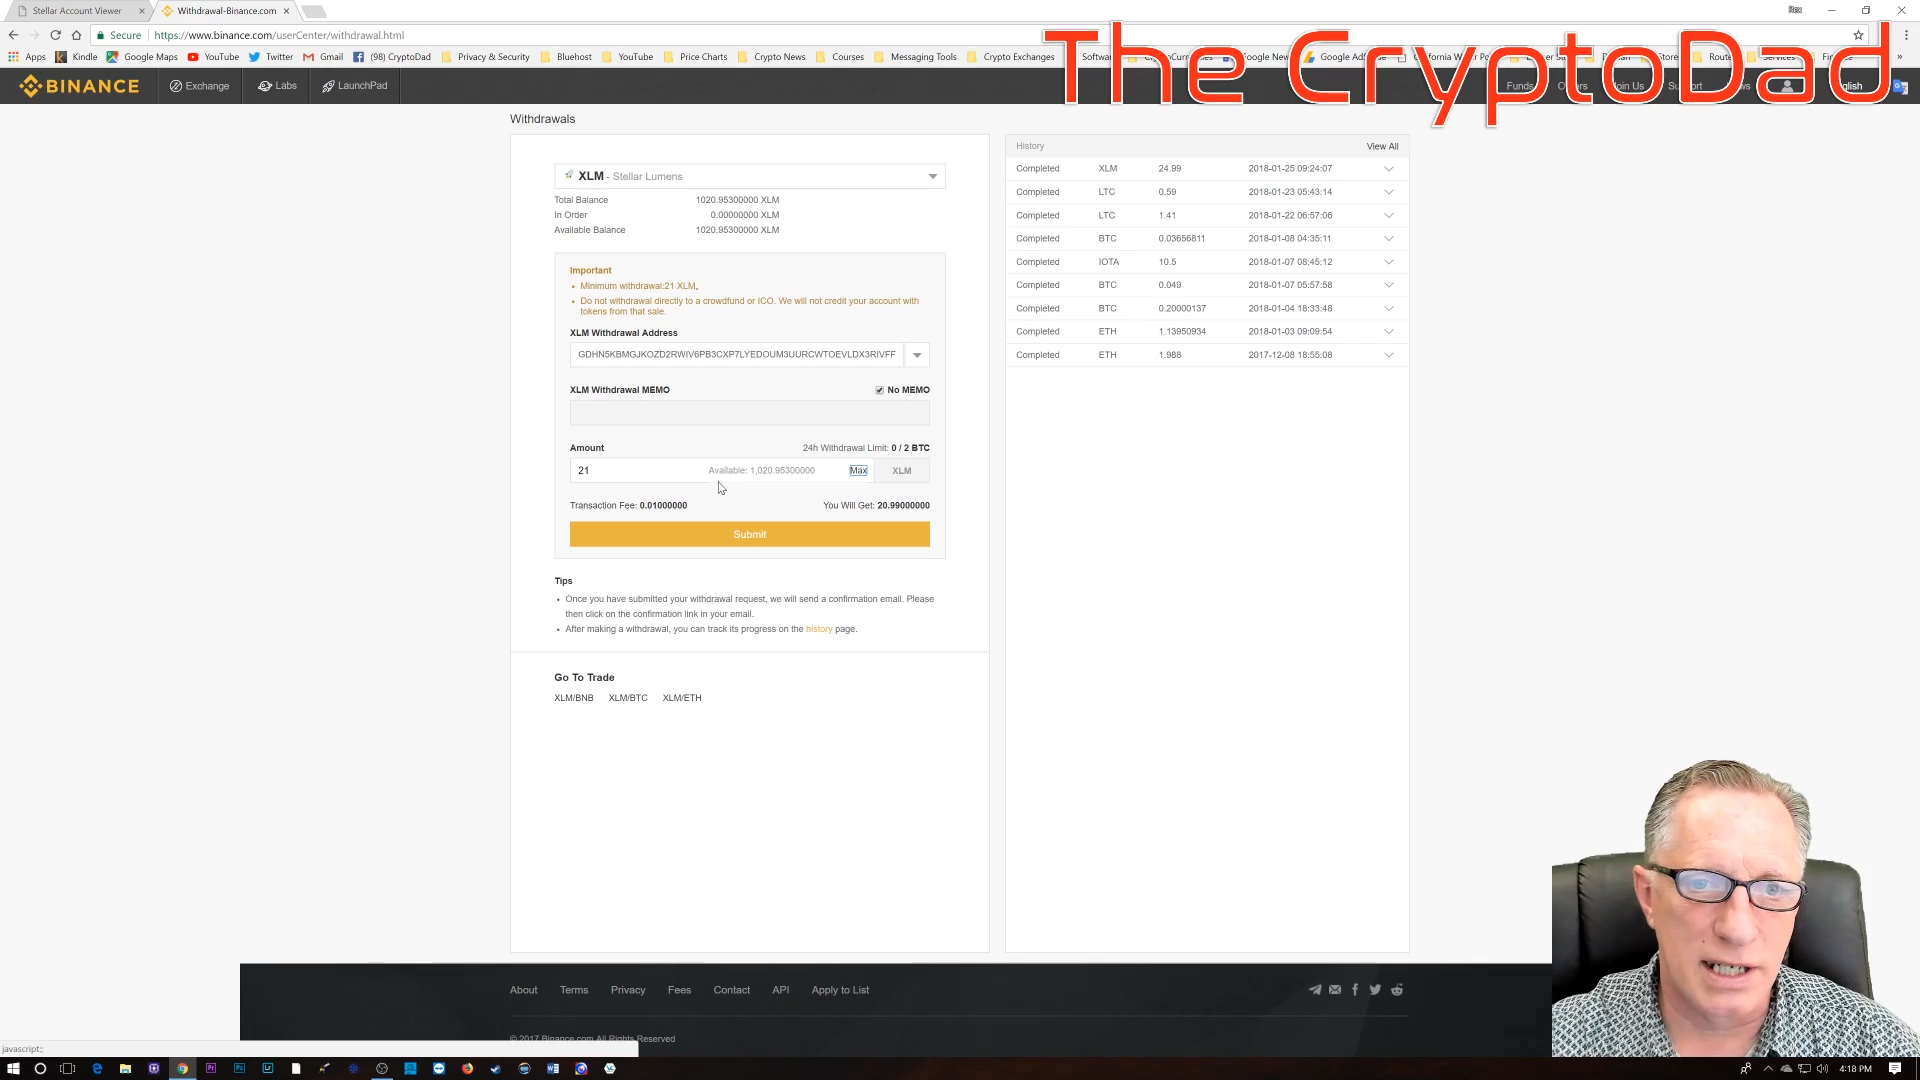 Stellar Account Viewer
Withdrawal-Binance.com
Secure https://www.binance.com/userCenter/withdrawal.html
Apps Kindle Google Maps YouTube Twitter Gmail (98) CryptoDad Privacy & Security Bluehost YouTube Price Charts Crypto News Courses Messaging Tools Crypto Exchanges
The CryptoDad
BINANCE Exchange Labs LaunchPad
Funds Support
Withdrawals
XLM - Stellar Lumens
Total Balance 1020.95300000 XLM
In Order 0.00000000 XLM
Available Balance 1020.95300000 XLM
Important
• Minimum withdrawal:21 XLM。
• Do not withdrawal directly to a crowdfund or ICO. We will not credit your account with
tokens from that sale.
XLM Withdrawal Address
GDHN5KBMGJKOZD2RWIV6PB3CXP7LYEDOUM3UURCWTOEVLDX3RIVFF
XLM Withdrawal MEMO No MEMO
Amount 24h Withdrawal Limit: 0 / 2 BTC
21 Available: 1,020.95300000 Max XLM
Transaction Fee: 0.01000000 You Will Get: 20.99000000
Submit
Tips
• Once you have submitted your withdrawal request, we will send a confirmation email. Please
then click on the confirmation link in your email.
• After making a withdrawal, you can track its progress on the history page.
Go To Trade
XLM/BNB XLM/BTC XLM/ETH
History View All
Completed XLM 24.99 2018-01-25 09:24:07
Completed LTC 0.59 2018-01-23 05:43:14
Completed LTC 1.41 2018-01-22 06:57:06
Completed BTC 0.03656811 2018-01-08 04:35:11
Completed IOTA 10.5 2018-01-07 08:45:12
Completed BTC 0.049 2018-01-07 05:57:58
Completed BTC 0.20000137 2018-01-04 18:33:48
Completed ETH 1.13950934 2018-01-03 09:09:54
Completed ETH 1.988 2017-12-08 18:55:08
About Terms Privacy Fees Contact API Apply to List
© 2017 Binance.com All Rights Reserved
javascript:;
4:18 PM